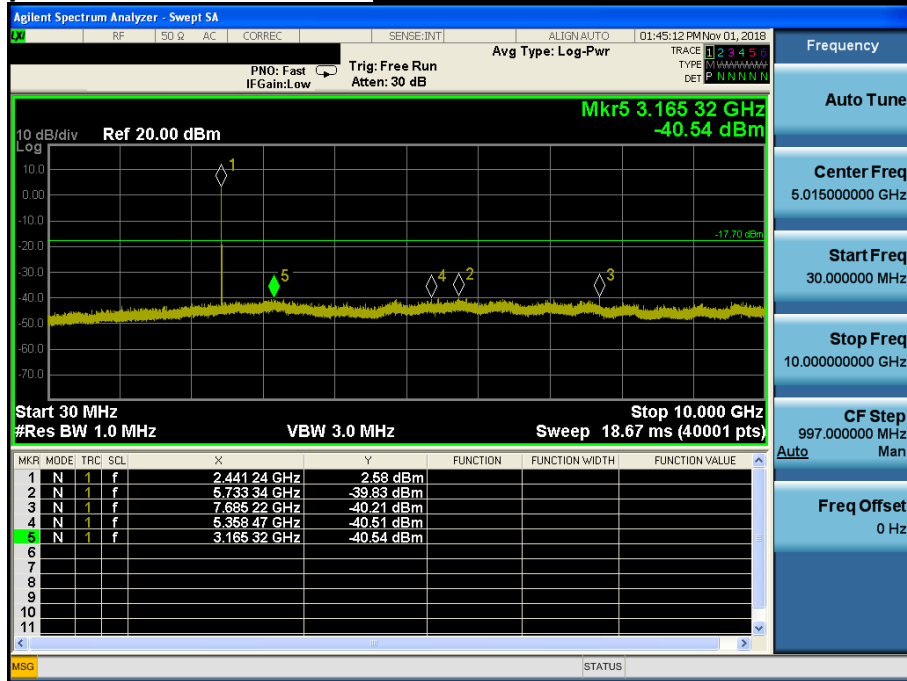 Agilent Spectrum Analyzer - Swept SA
LXI RF 50 Ω AC CORREC SENSE:INT ALIGN AUTO 01:45:12 PM Nov 01, 2018
Avg Type: Log-Pwr TRACE 1 2 3 4 5 6
PNO: Fast Trig: Free Run TYPE M W W W W W
IFGain:Low Atten: 30 dB DET P N N N N N
Mkr5 3.165 32 GHz
-40.54 dBm
10 dB/div Ref 20.00 dBm
Log
10.0
0.00
-10.0
-20.0
-30.0
-40.0
-50.0
-60.0
-70.0
1
-17.70 dBm
5
4
2
3
Start 30 MHz Stop 10.000 GHz
#Res BW 1.0 MHz VBW 3.0 MHz Sweep 18.67 ms (40001 pts)
MKR MODE TRC SCL X Y FUNCTION FUNCTION WIDTH FUNCTION VALUE
1 N 1 f 2.441 24 GHz 2.58 dBm
2 N 1 f 5.733 34 GHz -39.83 dBm
3 N 1 f 7.685 22 GHz -40.21 dBm
4 N 1 f 5.358 47 GHz -40.51 dBm
5 N 1 f 3.165 32 GHz -40.54 dBm
6
7
8
9
10
11
MSG STATUS
Frequency
Auto Tune
Center Freq
5.015000000 GHz
Start Freq
30.000000 MHz
Stop Freq
10.000000000 GHz
CF Step
997.000000 MHz
Auto Man
Freq Offset
0 Hz